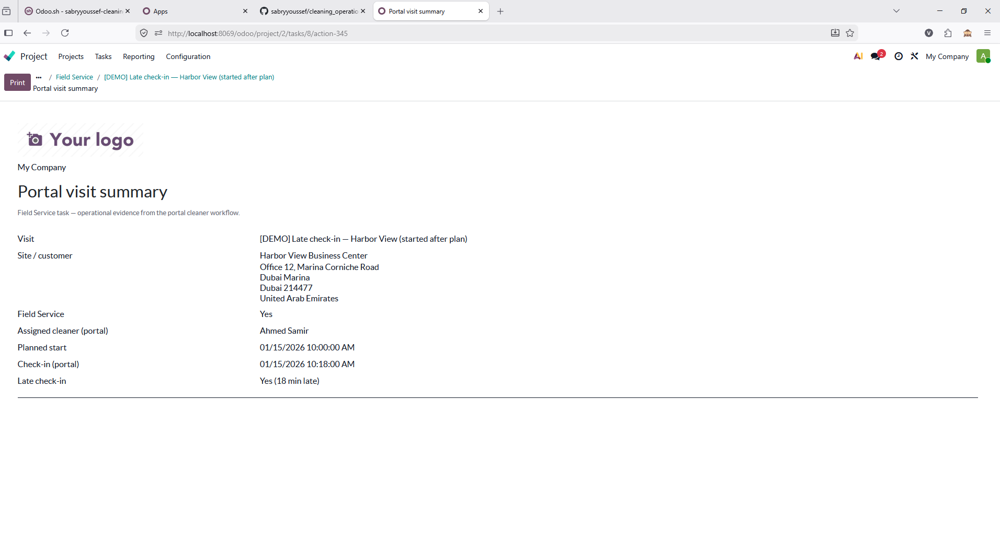 Odoo.sh - sabryyoussef-cleanin
Apps
sabryyoussef/cleaning_operatio
Portal visit summary
http://localhost:8069/odoo/project/2/tasks/8/action-345
V
Project
Projects
Tasks
Reporting
Configuration
AI
2
My Company
A
Print
... / Field Service / [DEMO] Late check-in — Harbor View (started after plan)
Portal visit summary
Your logo
My Company
Portal visit summary
Field Service task — operational evidence from the portal cleaner workflow.
Visit [DEMO] Late check-in — Harbor View (started after plan)
Site / customer Harbor View Business Center
Office 12, Marina Corniche Road
Dubai Marina
Dubai 214477
United Arab Emirates
Field Service Yes
Assigned cleaner (portal) Ahmed Samir
Planned start 01/15/2026 10:00:00 AM
Check-in (portal) 01/15/2026 10:18:00 AM
Late check-in Yes (18 min late)